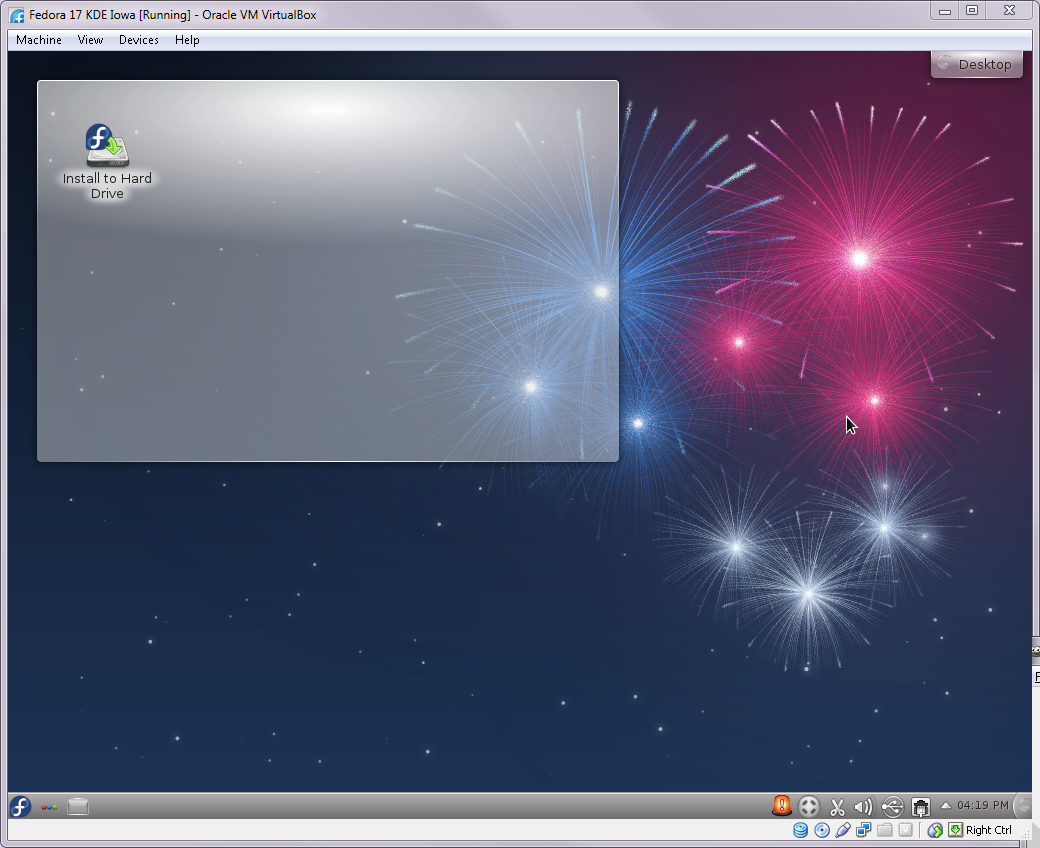 Fedora 17 KDE Iowa [Running] - Oracle VM VirtualBox
Machine View Devices Help
Desktop
Install to Hard
Drive
04:19 PM
Right Ctrl